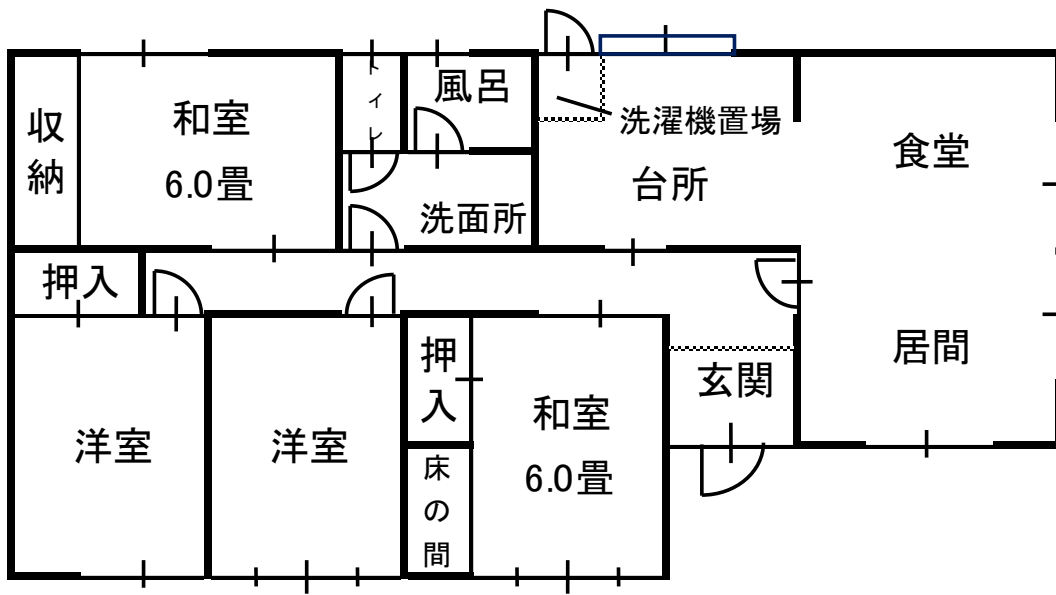 収納
和室
6.0畳
トイレ
風呂
洗濯機置場
台所
食堂
洗面所
押入
居間
洋室
洋室
押入
床の間
和室
6.0畳
玄関